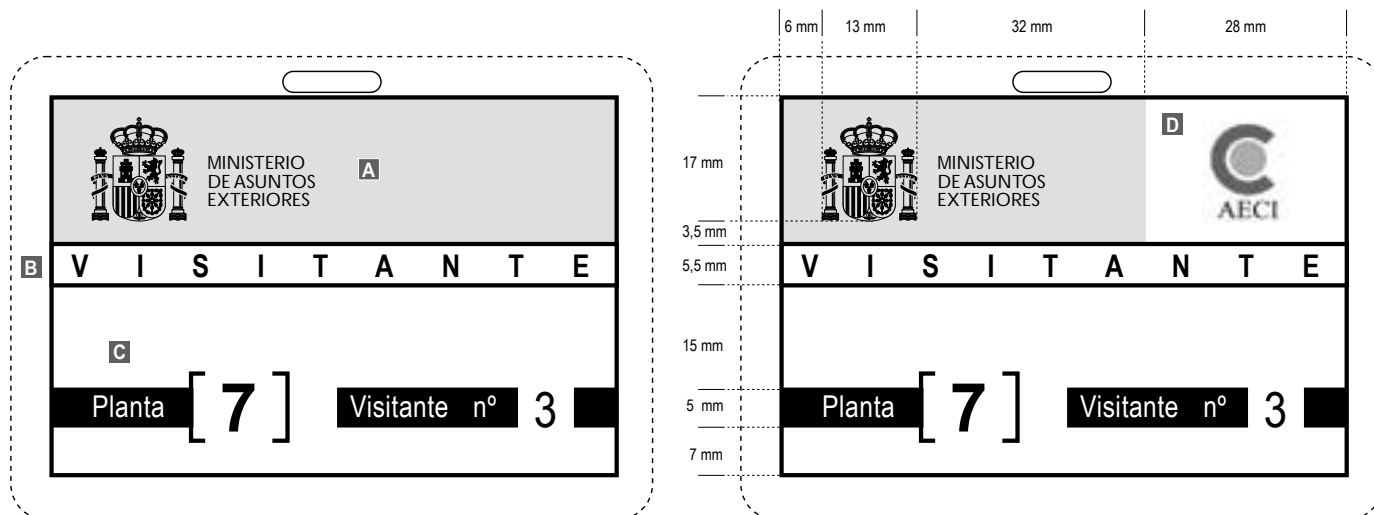 6 mm 13 mm 32 mm 28 mm
MINISTERIO
DE ASUNTOS
EXTERIORES
A
B
V I S I T A N T E
C
Planta [ 7 ] Visitante nº 3
17 mm
3,5 mm
5,5 mm
15 mm
5 mm
7 mm
MINISTERIO
DE ASUNTOS
EXTERIORES
D
AECI
V I S I T A N T E
Planta [ 7 ] Visitante nº 3